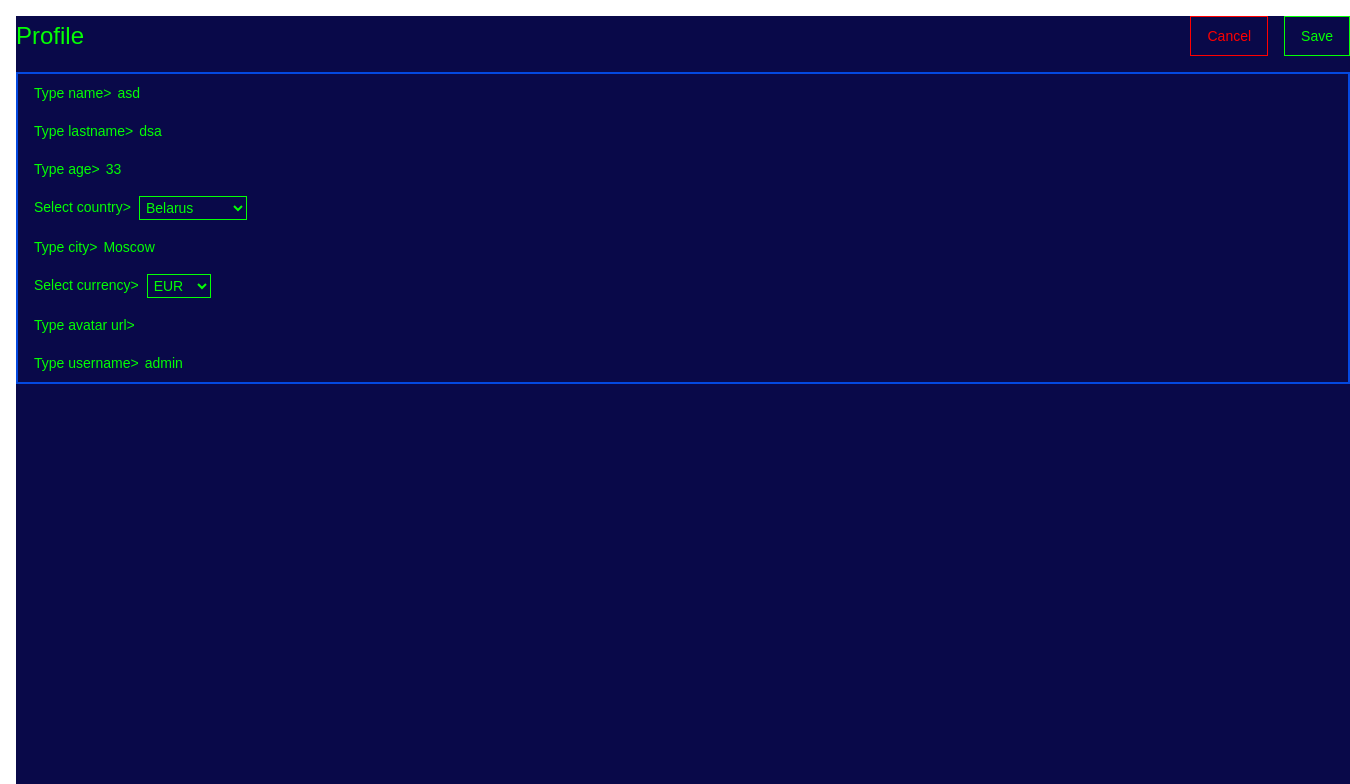 Profile Cancel Save
Type name> asd
Type lastname> dsa
Type age> 33
Select country> Belarus
Type city> Moscow
Select currency> EUR
Type avatar url>
Type username> admin